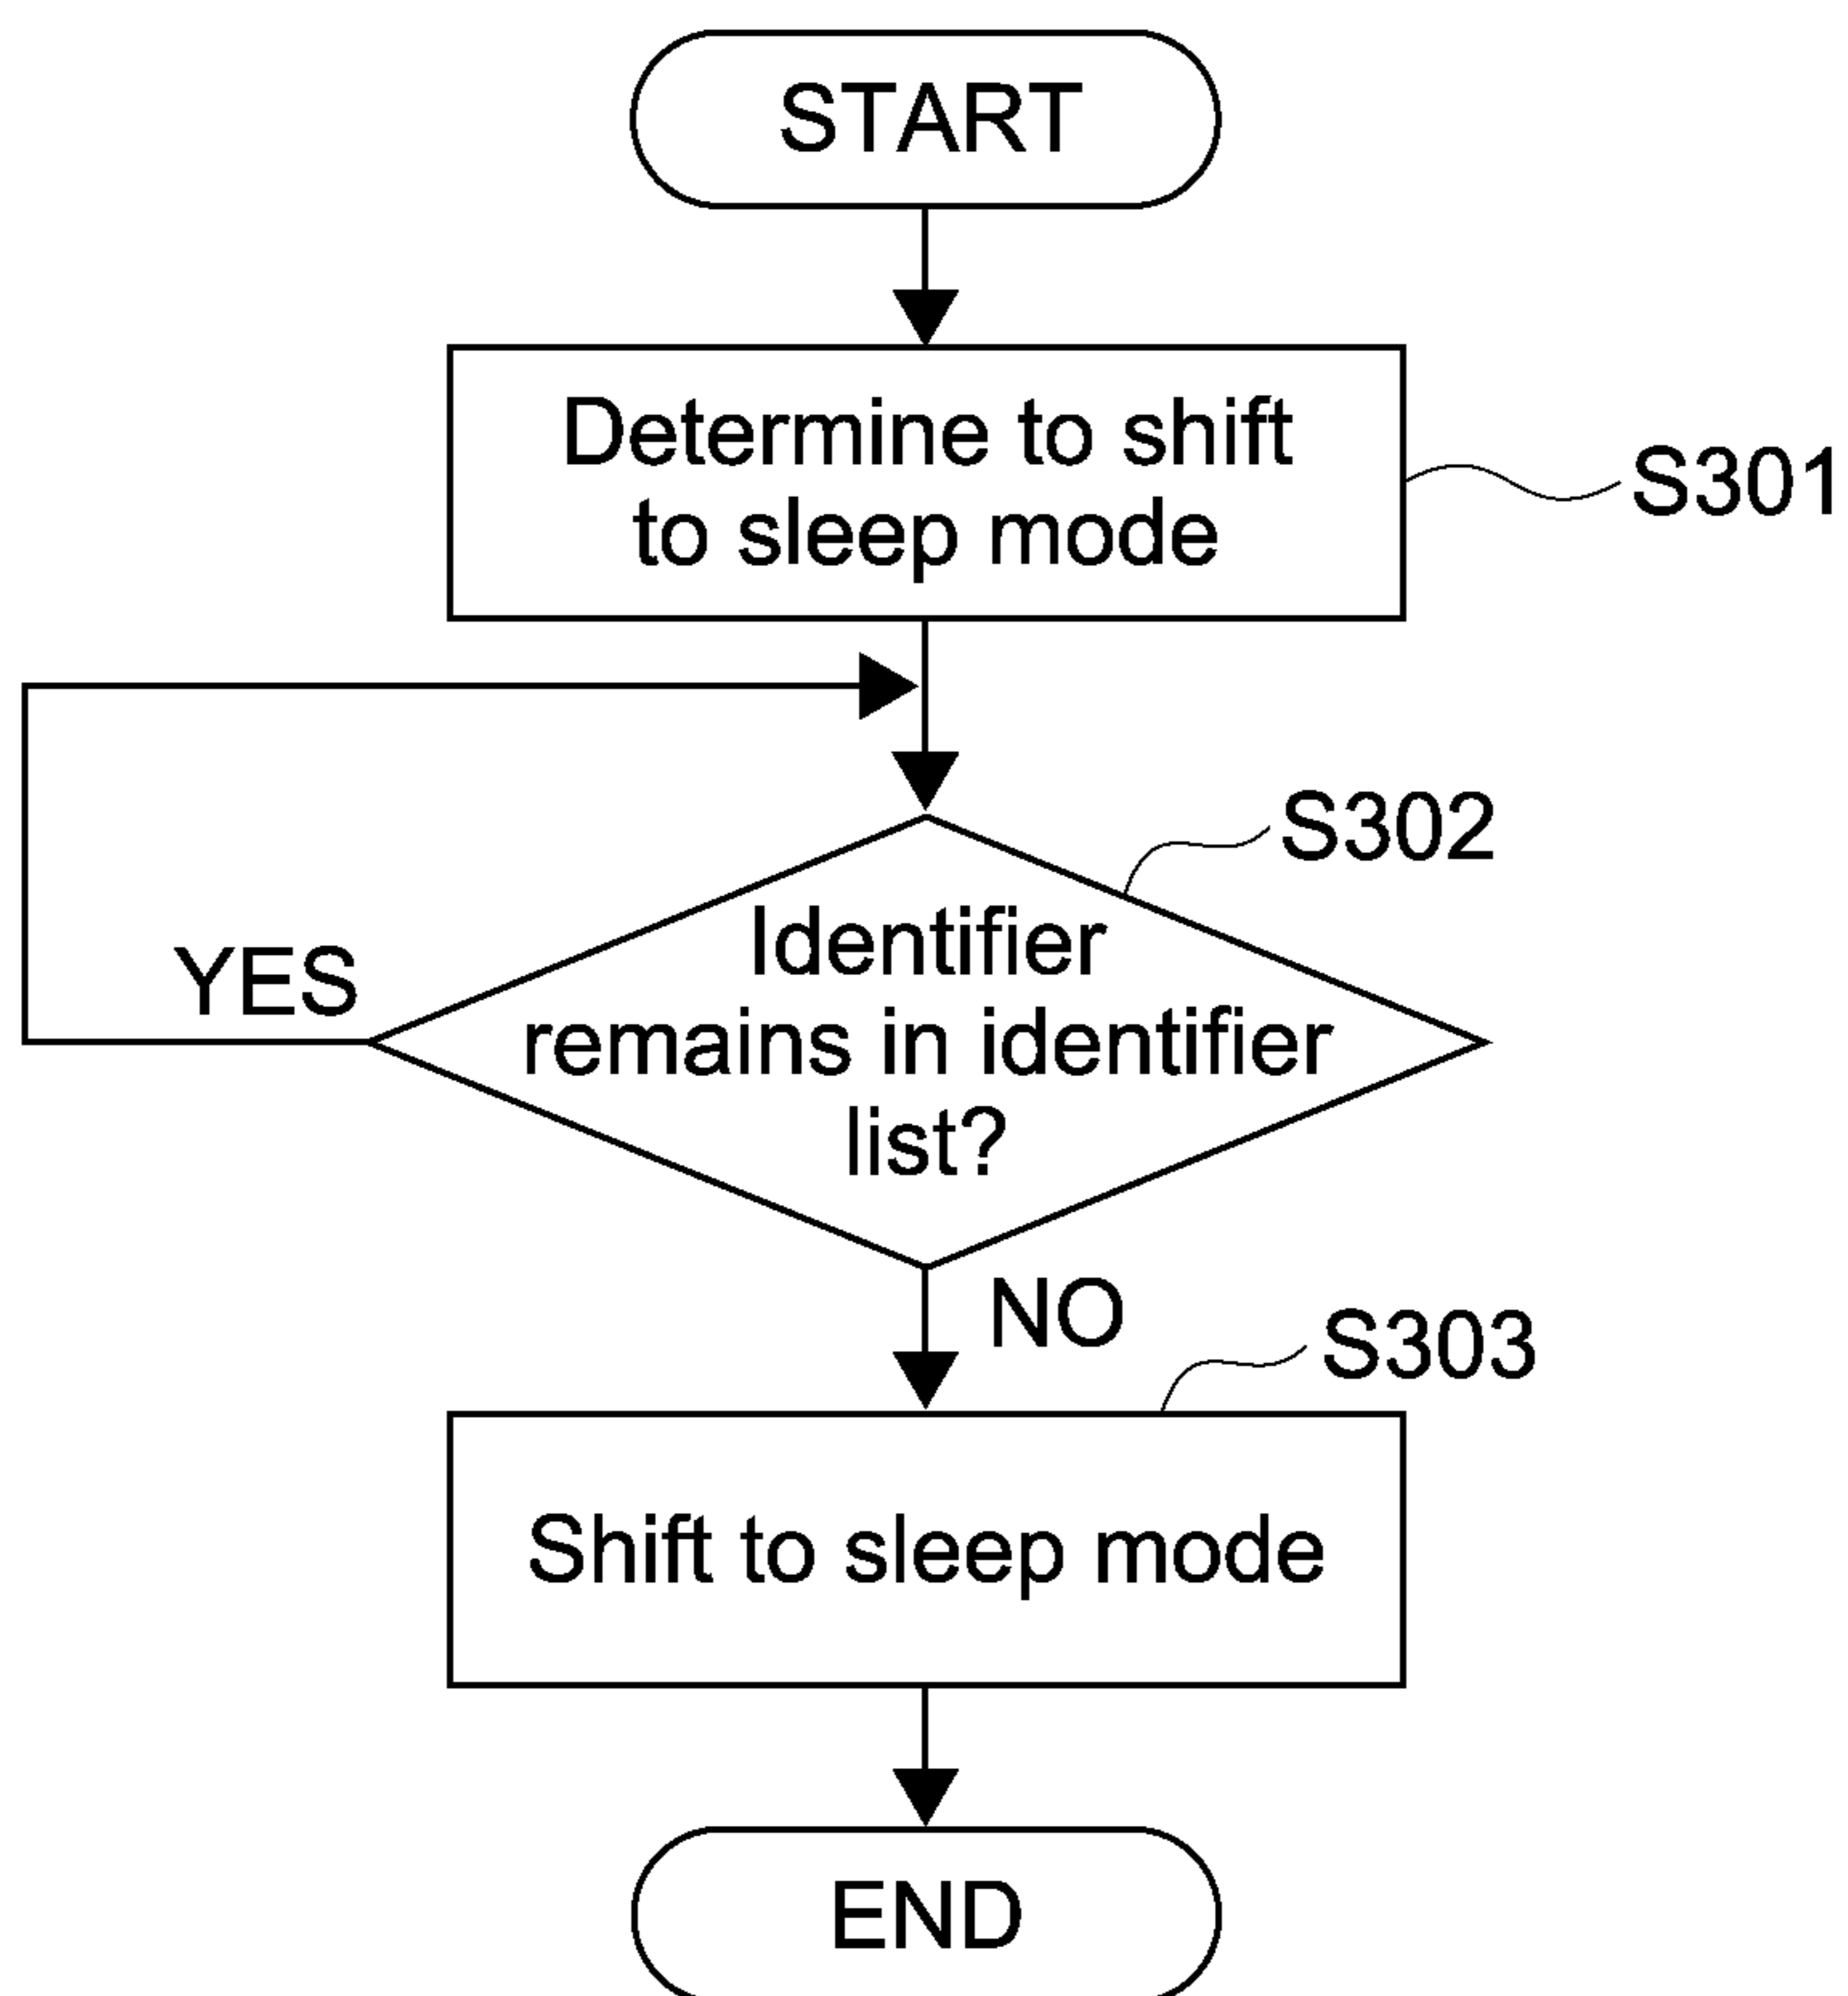 START
Determine to shift
to sleep mode
S301
S302
Identifier
remains in identifier
list?
YES
NO
S303
Shift to sleep mode
END